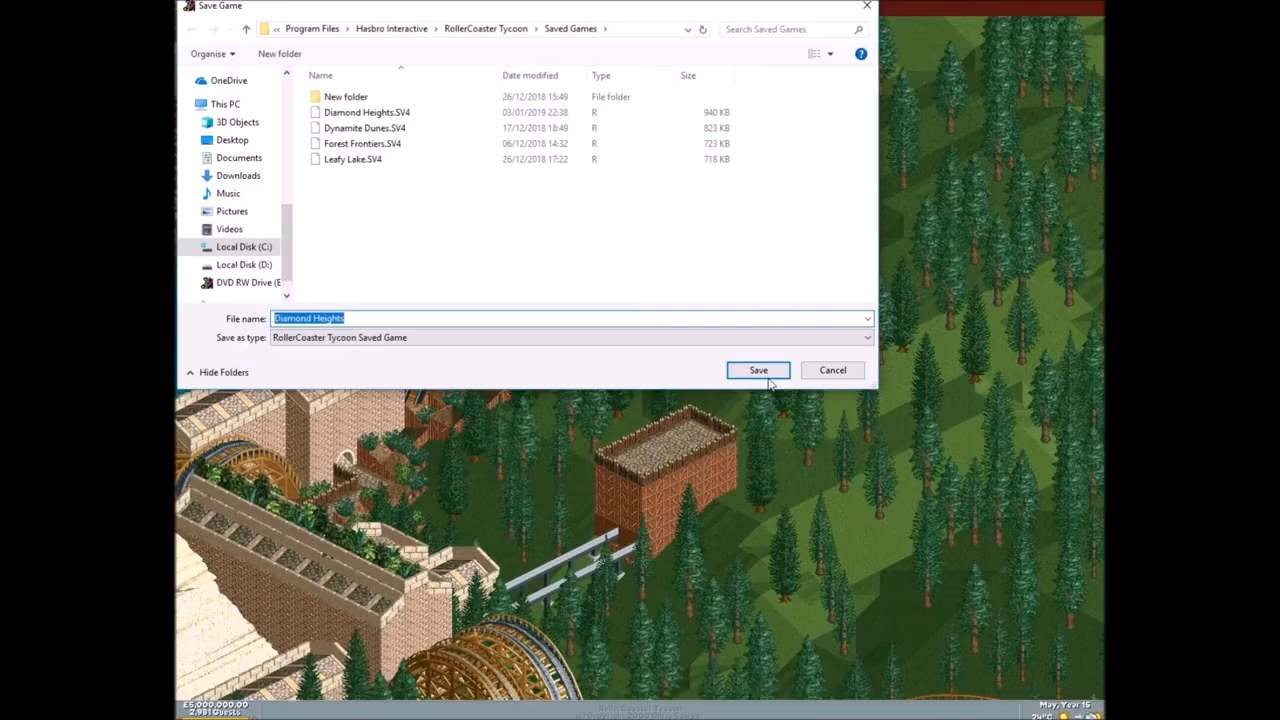 Save Game
« Program Files › Hasbro Interactive › RollerCoaster Tycoon › Saved Games ›
Search Saved Games
Organise
New folder
Name Date modified Type Size
OneDrive
This PC
3D Objects
Desktop
Documents
Downloads
Music
Pictures
Videos
Local Disk (C:)
Local Disk (D:)
DVD RW Drive (E
New folder 26/12/2018 15:49 File folder
Diamond Heights.SV4 03/01/2019 22:38 R 940 KB
Dynamite Dunes.SV4 17/12/2018 18:49 R 823 KB
Forest Frontiers.SV4 06/12/2018 14:32 R 723 KB
Leafy Lake.SV4 26/12/2018 17:22 R 718 KB
File name: Diamond Heights
Save as type: RollerCoaster Tycoon Saved Game
Hide Folders
Save
Cancel
£5,000,000.00
2,981 Guests
RollerCoaster Tycoon
May, Year 16
24°C